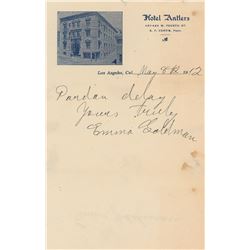 Hotel Antlers
Los Angeles, Cal. May 8th 1912
Pardon delay
Yours truly
Emma Goldman